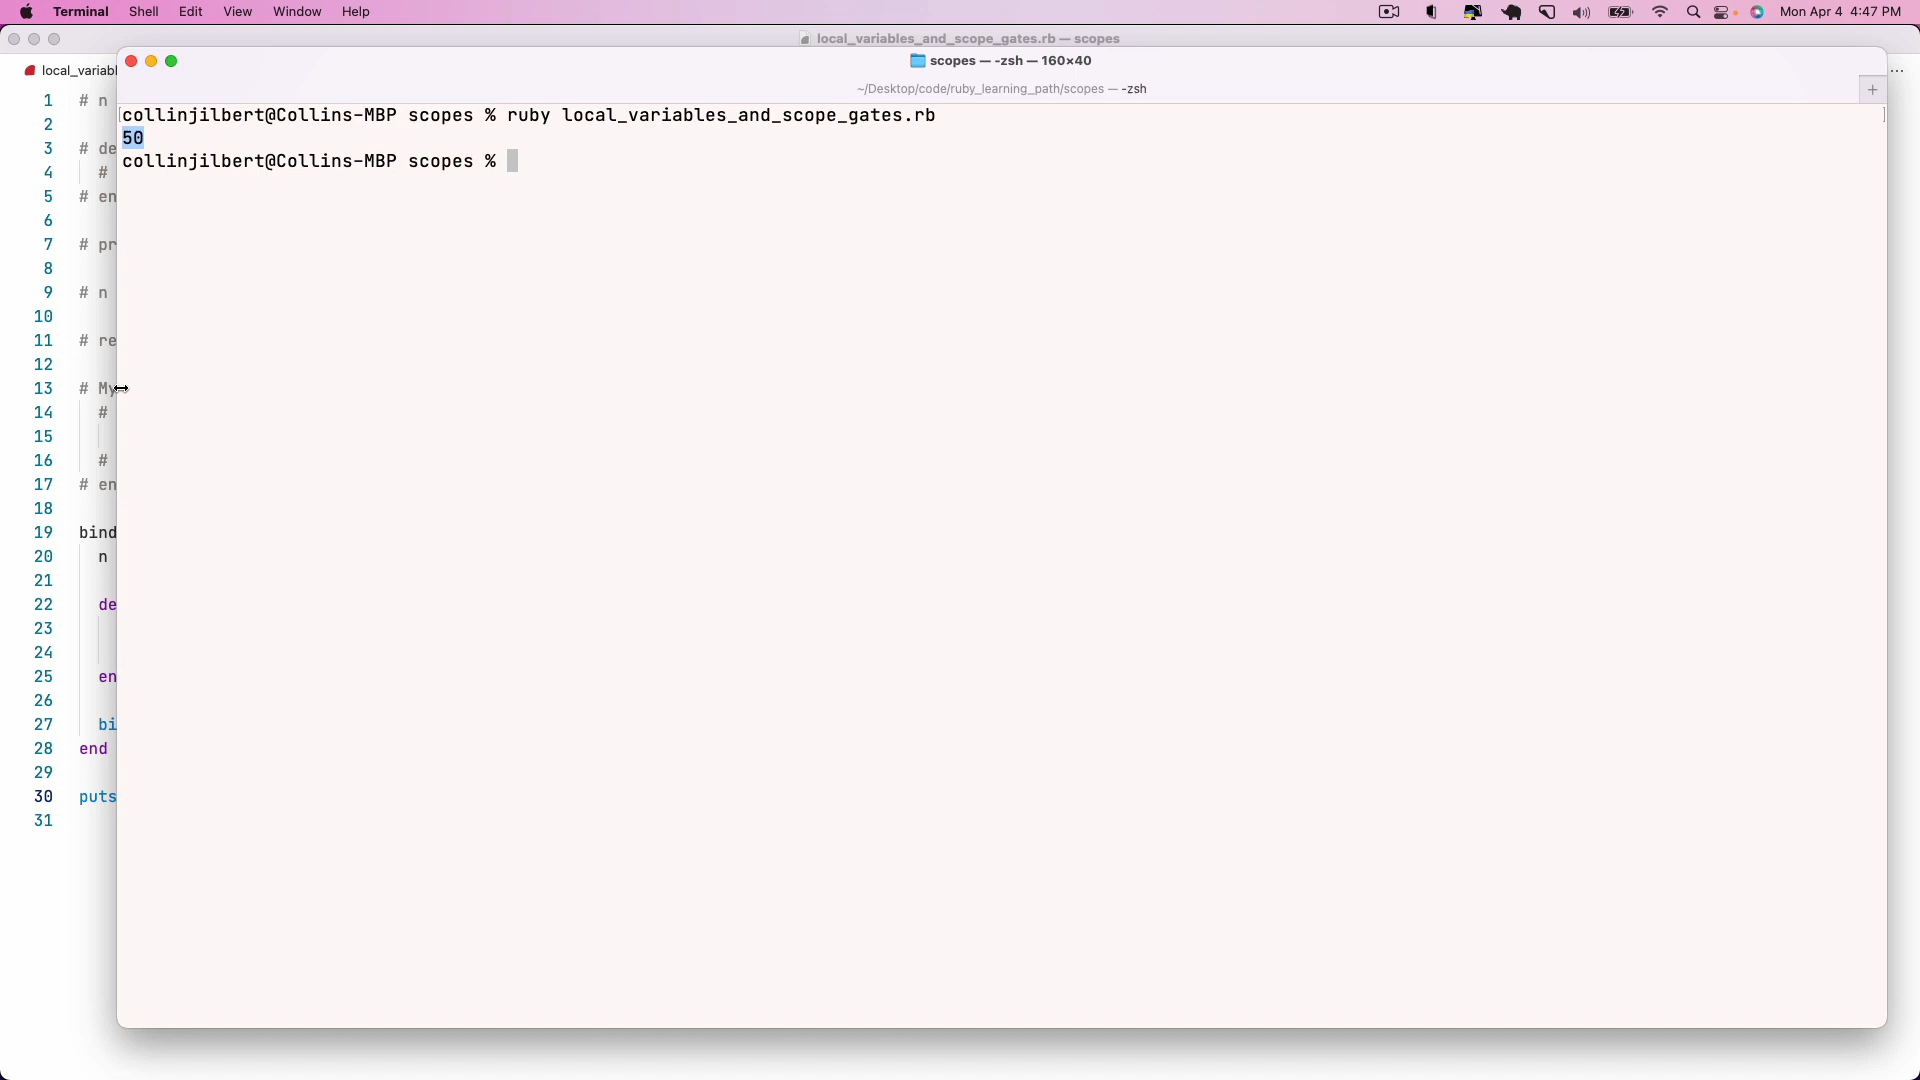 Terminal Shell Edit View Window Help Mon Apr 4 4:47 PM
local_variables_and_scope_gates.rb — scopes
scopes — -zsh — 160×40
local_variabl
~/Desktop/code/ruby_learning_path/scopes — -zsh
collinjilbert@Collins-MBP scopes % ruby local_variables_and_scope_gates.rb
50
collinjilbert@Collins-MBP scopes %
1 # n
2
3 # de
4 #
5 # en
6
7 # pr
8
9 # n
10
11 # re
12
13 # My
14 #
15
16 #
17 # en
18
19 bind
20 n
21
22 de
23
24
25 en
26
27 bi
28 end
29
30 puts
31